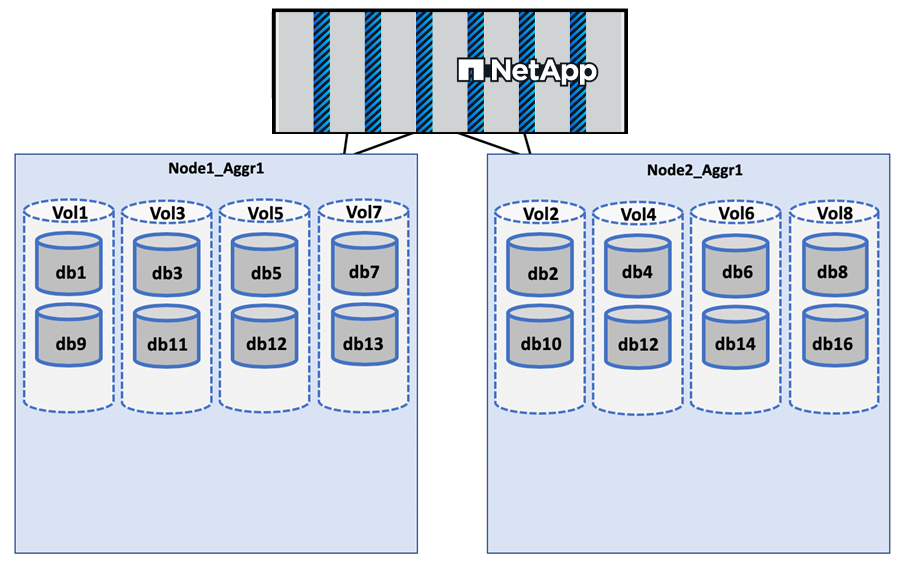 NetApp
Node1_Aggr1
Vol1 Vol3 Vol5 Vol7
db1 db3 db5 db7
db9 db11 db12 db13
Node2_Aggr1
Vol2 Vol4 Vol6 Vol8
db2 db4 db6 db8
db10 db12 db14 db16